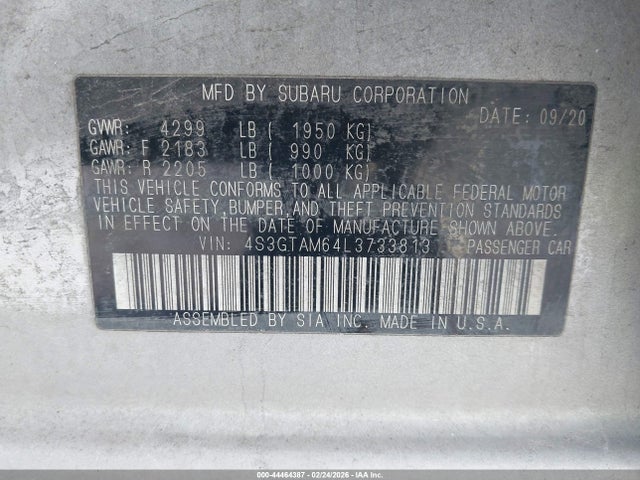 MFD BY SUBARU CORPORATION
DATE: 09/20
GVWR: 4299 LB ( 1950 KG)
GAWR: F 2183 LB ( 990 KG)
GAWR: R 2205 LB ( 1000 KG)
THIS VEHICLE CONFORMS TO ALL APPLICABLE FEDERAL MOTOR
VEHICLE SAFETY, BUMPER, AND THEFT PREVENTION STANDARDS
IN EFFECT ON THE DATE OF MANUFACTURE SHOWN ABOVE.
VIN: 4S3GTAM64L3733813 PASSENGER CAR
ASSEMBLED BY SIA INC. MADE IN U.S.A.
000-44464387 - 02/24/2026 - IAAI.COM